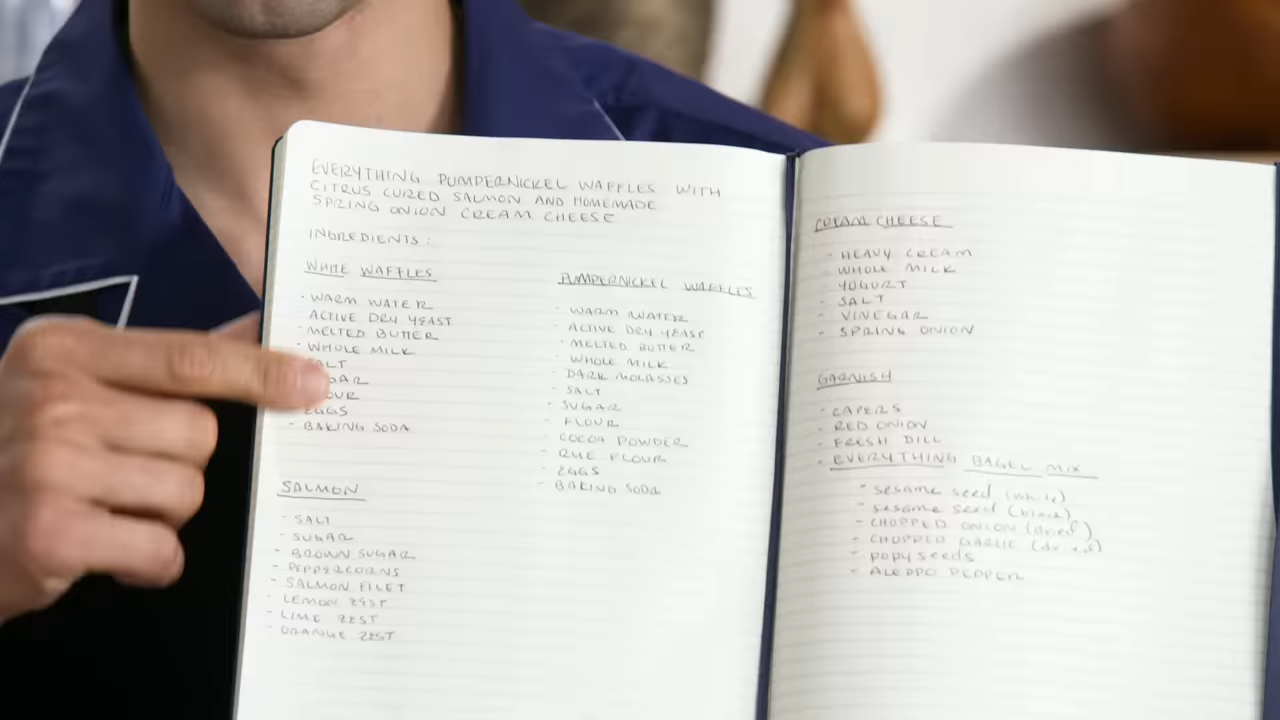 EVERYTHING PUMPERNICKEL WAFFLES WITH
CITRUS CURED SALMON AND HOMEMADE
SPRING ONION CREAM CHEESE
INGREDIENTS:
WHITE WAFFLES
- WARM WATER
ACTIVE DRY YEAST
- MELTED BUTTER
- WHOLE MILK
EGGS
- BAKING SODA
SALMON
- SALT
- SUGAR
- BROWN SUGAR
- PEPPERCORNS
- SALMON FILET
- LEMON ZEST
- LIME ZEST
- ORANGE ZEST
PUMPERNICKEL WAFFLES
- WARM WATER
- ACTIVE DRY YEAST
- MELTED BUTTER
- WHOLE MILK
- DARK MOLASSES
- SALT
- SUGAR
- FLOUR
- COCOA POWDER
- RYE FLOUR
- EGGS
- BAKING SODA
CREAM CHEESE
- HEAVY CREAM
- WHOLE MILK
- YOGURT
- SALT
- VINEGAR
- SPRING ONION
GARNISH
- CAPERS
- RED ONION
- FRESH DILL
- EVERYTHING BAGEL MIX
- sesame seed (white)
- sesame seed (black)
- CHOPPED ONION (dried)
- CHOPPED GARLIC (dried)
- popy seeds
- ALEPPO PEPPER